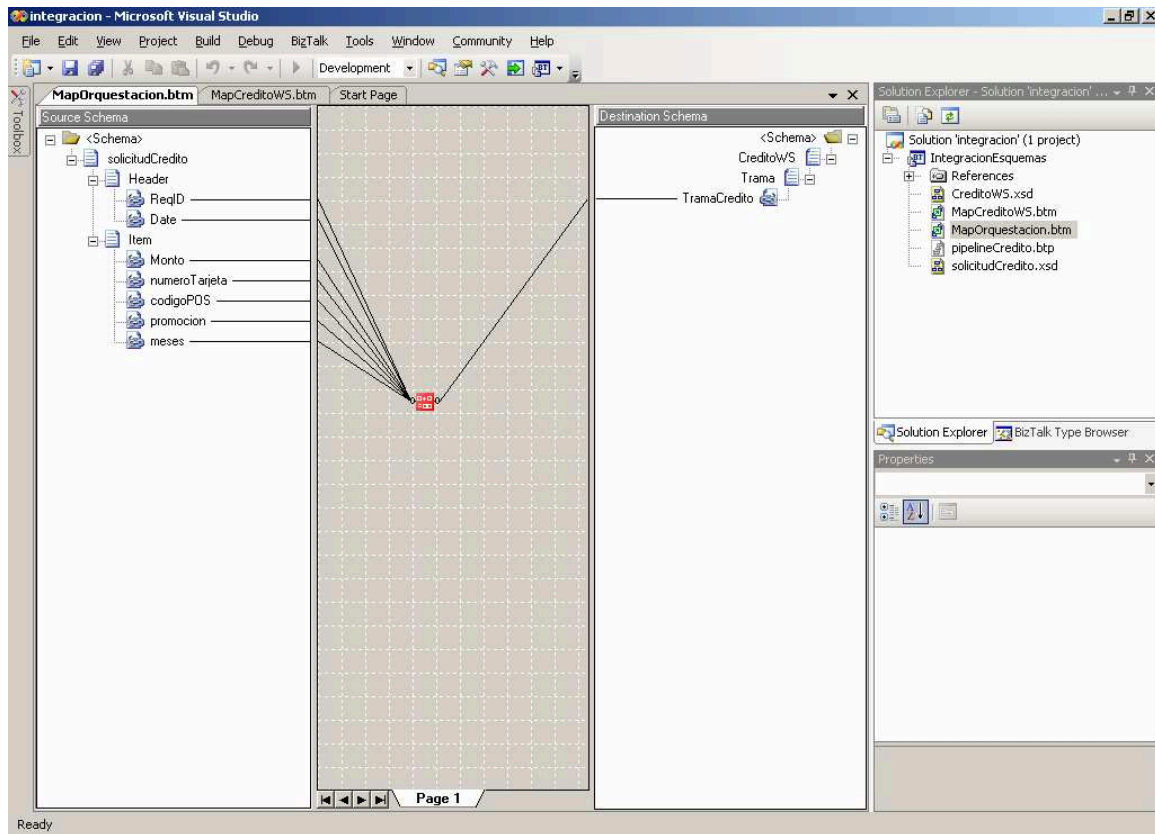 integracion - Microsoft Visual Studio
File Edit View Project Build Debug BizTalk Tools Window Community Help
Development
MapOrquestacion.btm MapCreditoWS.btm Start Page
Toolbox
Source Schema
<Schema>
solicitudCredito
Header
ReqID
Date
Item
Monto
numeroTarjeta
codigoPOS
promocion
meses
Page 1
Destination Schema
<Schema>
CreditoWS
Trama
TramaCredito
Solution Explorer - Solution 'integracion' ...
Solution 'integracion' (1 project)
IntegracionEsquemas
References
CreditoWS.xsd
MapCreditoWS.btm
MapOrquestacion.btm
pipelineCredito.btp
solicitudCredito.xsd
Solution Explorer BizTalk Type Browser
Properties
Ready